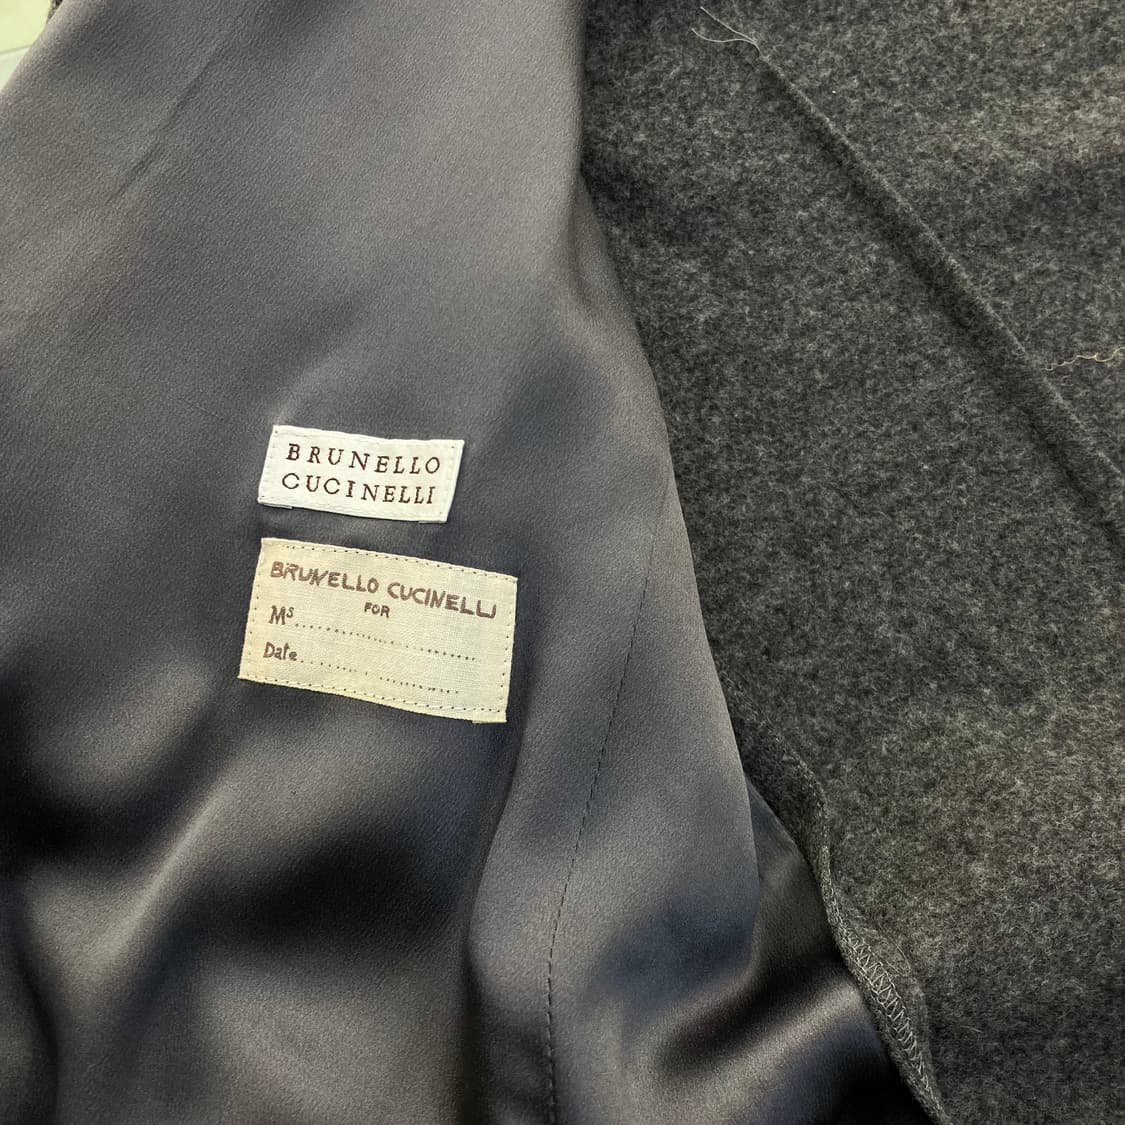 BRUNELLO
CUCINELLI
BRUNELLO CUCINELLI
FOR
Ms....................................
Date...........................